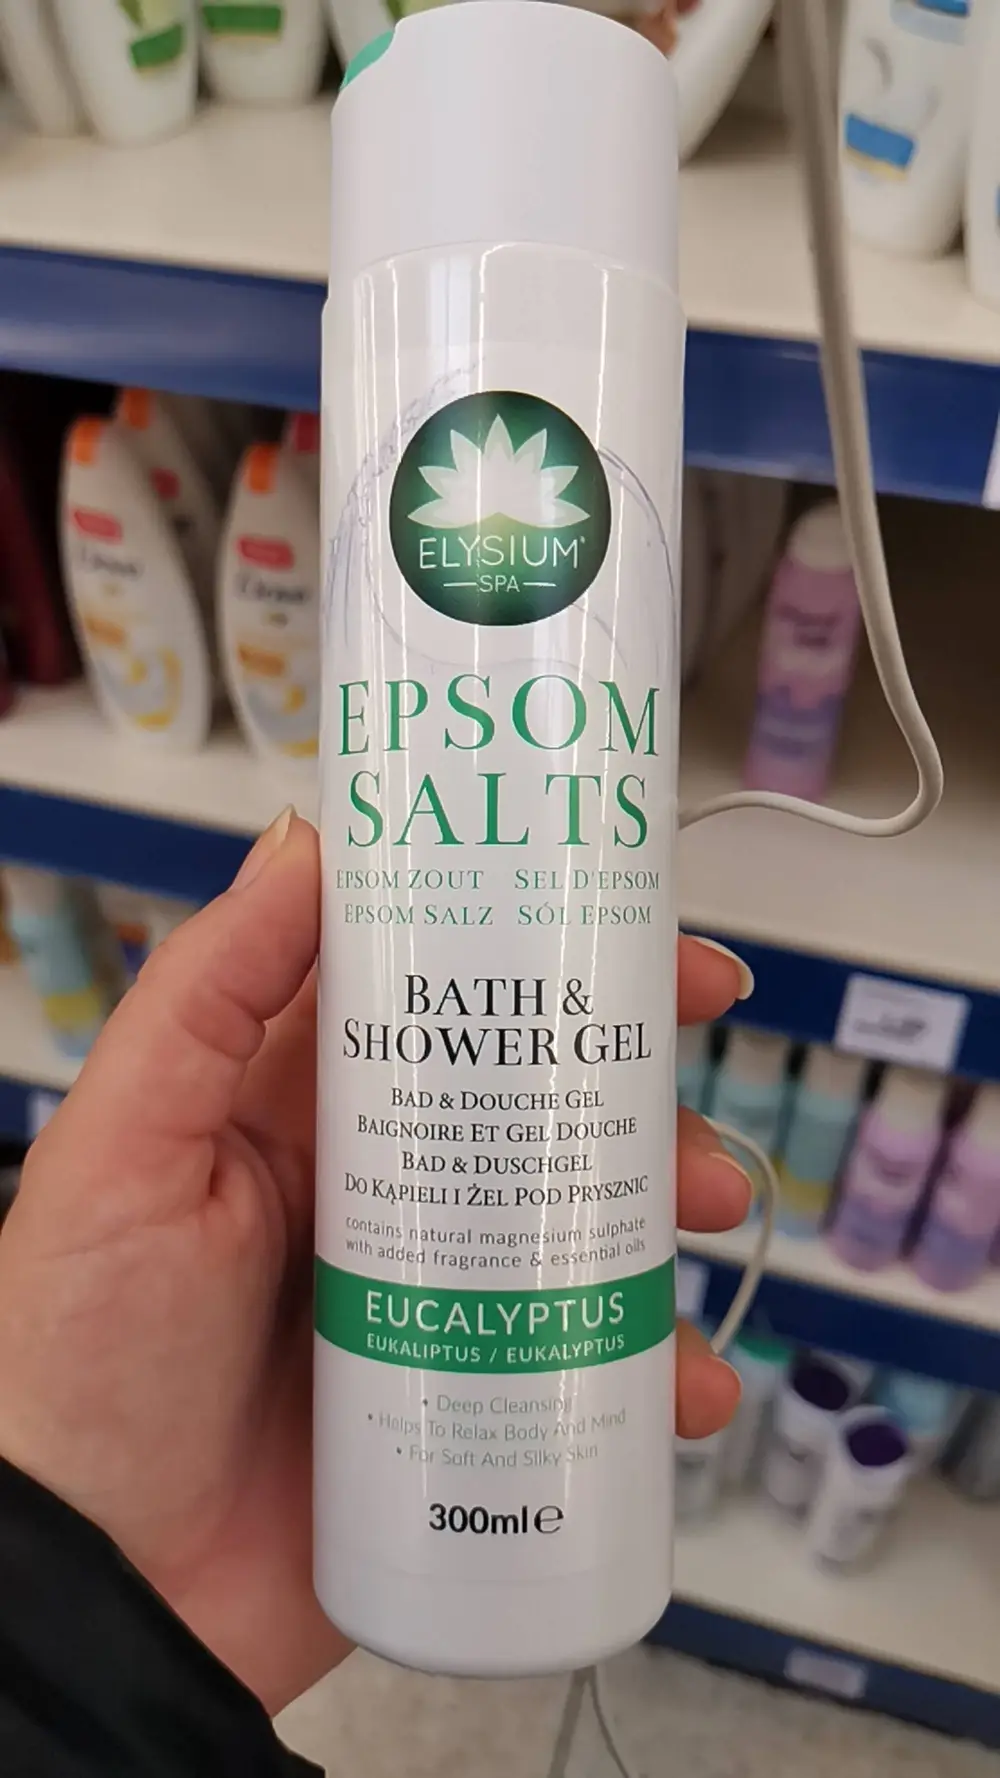 ELYSIUM®
SPA
EPSOM
SALTS
EPSOM ZOUT SEL D'EPSOM
EPSOM SALZ SÓL EPSOM
BATH &
SHOWER GEL
BAD & DOUCHE GEL
BAIGNOIRE ET GEL DOUCHE
BAD & DUSCHGEL
DO KĄPIELI I ŻEL POD PRYSZNIC
contains natural magnesium sulphate
with added fragrance & essential oils
EUCALYPTUS
EUKALIPTUS / EUKALYPTUS
• Deep Cleansing
• Helps To Relax Body And Mind
• For Soft And Silky Skin
300ml℮